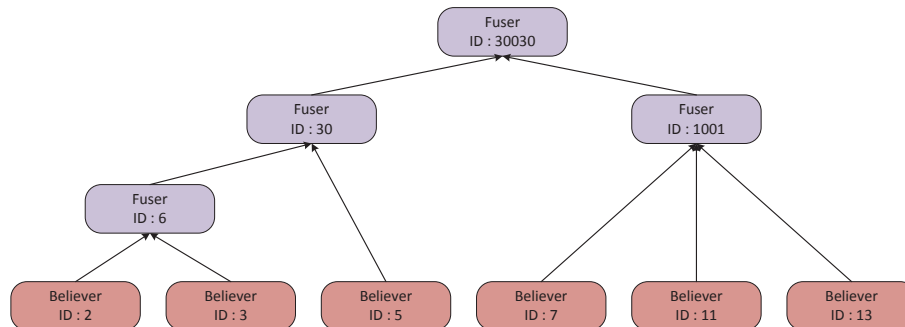 Fuser
ID : 30030
Fuser
ID : 30
Fuser
ID : 1001
Fuser
ID : 6
Believer
ID : 2
Believer
ID : 3
Believer
ID : 5
Believer
ID : 7
Believer
ID : 11
Believer
ID : 13